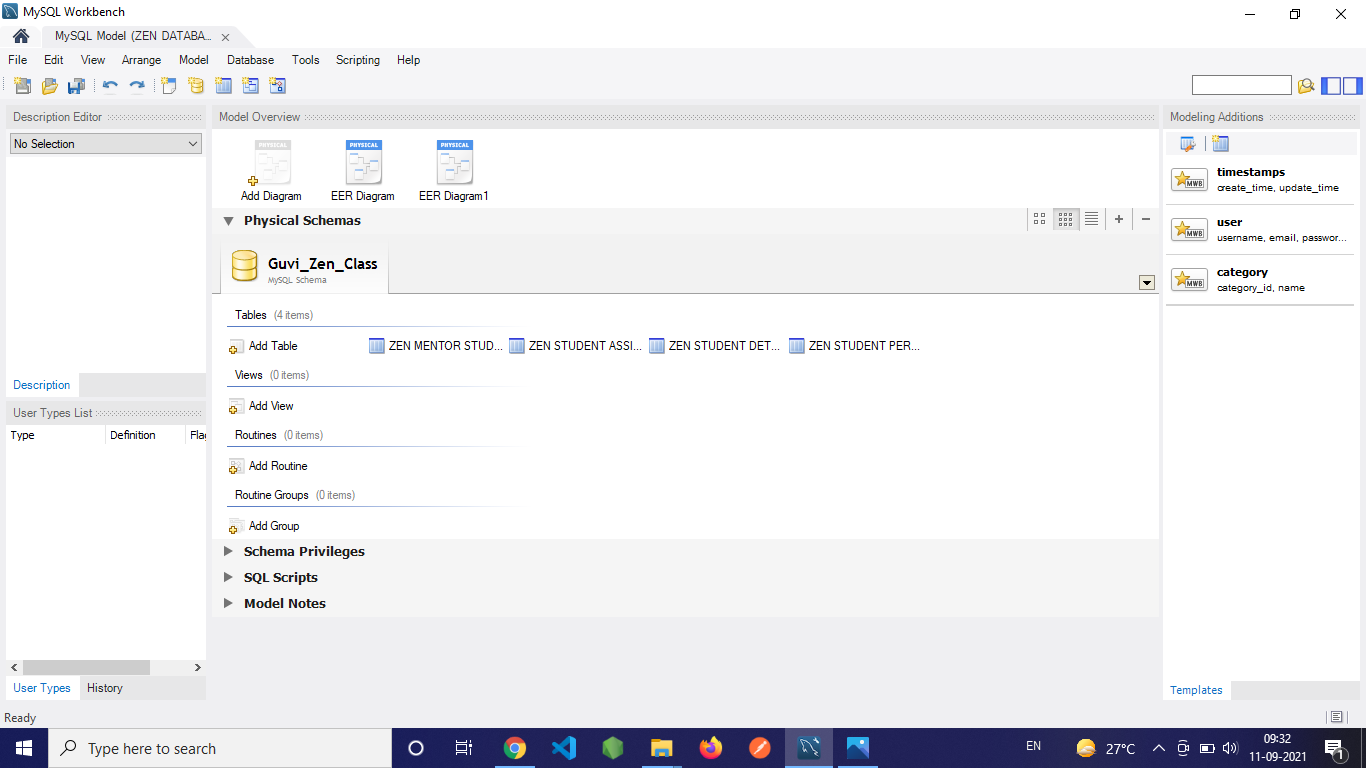 MySQL Workbench
MySQL Model (ZEN DATABA...
File Edit View Arrange Model Database Tools Scripting Help
Description Editor
No Selection
Description
User Types List
Type Definition Flag
User Types History
Model Overview
PHYSICAL PHYSICAL PHYSICAL
Add Diagram EER Diagram EER Diagram1
Physical Schemas
Guvi_Zen_Class
MySQL Schema
Tables (4 items)
Add Table ZEN MENTOR STUD... ZEN STUDENT ASSI... ZEN STUDENT DET... ZEN STUDENT PER...
Views (0 items)
Add View
Routines (0 items)
Add Routine
Routine Groups (0 items)
Add Group
Schema Privileges
SQL Scripts
Model Notes
Modeling Additions
MWB
timestamps
create_time, update_time
MWB
user
username, email, passwor...
MWB
category
category_id, name
Templates
Ready
Type here to search
EN
27°C
09:32
11-09-2021
1